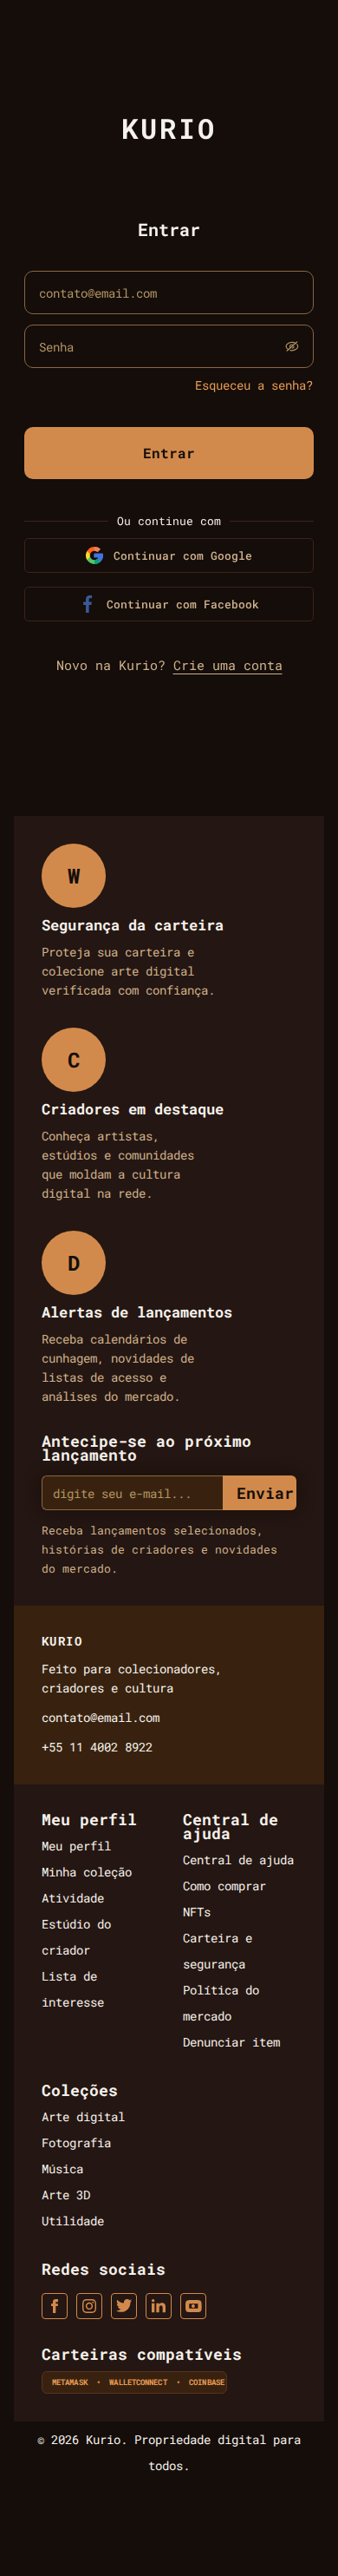 KURIO
Entrar
contato@email.com
Senha
Esqueceu a senha?
Entrar
Ou continue com
Continuar com Google
Continuar com Facebook
Novo na Kurio? Crie uma conta
W
Segurança da carteira
Proteja sua carteira e
colecione arte digital
verificada com confiança.
C
Criadores em destaque
Conheça artistas,
estúdios e comunidades
que moldam a cultura
digital na rede.
D
Alertas de lançamentos
Receba calendários de
cunhagem, novidades de
listas de acesso e
análises do mercado.
Antecipe-se ao próximo
lançamento
digite seu e-mail...
Enviar
Receba lançamentos selecionados,
histórias de criadores e novidades
do mercado.
KURIO
Feito para colecionadores,
criadores e cultura
contato@email.com
+55 11 4002 8922
Meu perfil
Meu perfil
Minha coleção
Atividade
Estúdio do
criador
Lista de
interesse
Central de
ajuda
Central de ajuda
Como comprar
NFTs
Carteira e
segurança
Política do
mercado
Denunciar item
Coleções
Arte digital
Fotografia
Música
Arte 3D
Utilidade
Redes sociais
Carteiras compatíveis
METAMASK • WALLETCONNECT • COINBASE
© 2026 Kurio. Propriedade digital para
todos.